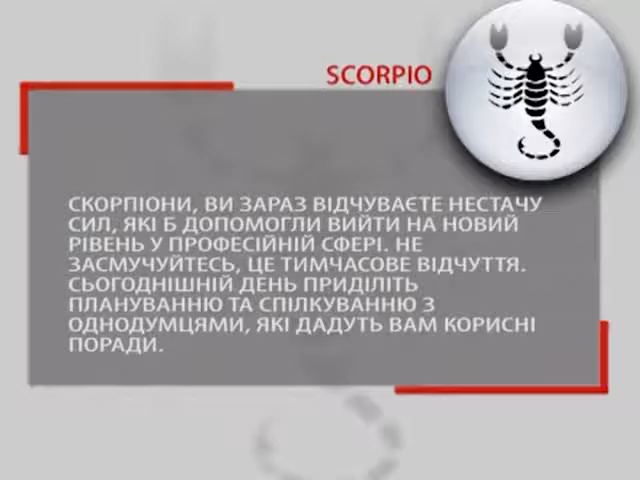 SCORPIO
СКОРПІОНИ, ВИ ЗАРАЗ ВІДЧУВАЄТЕ НЕСТАЧУ
СИЛ, ЯКІ Б ДОПОМОГЛИ ВИЙТИ НА НОВИЙ
РІВЕНЬ У ПРОФЕСІЙНІЙ СФЕРІ. НЕ
ЗАСМУЧУЙТЕСЬ, ЦЕ ТИМЧАСОВЕ ВІДЧУТТЯ.
СЬОГОДНІШНІЙ ДЕНЬ ПРИДІЛІТЬ
ПЛАНУВАННЮ ТА СПІЛКУВАННЮ З
ОДНОДУМЦЯМИ, ЯКІ ДАДУТЬ ВАМ КОРИСНІ
ПОРАДИ.